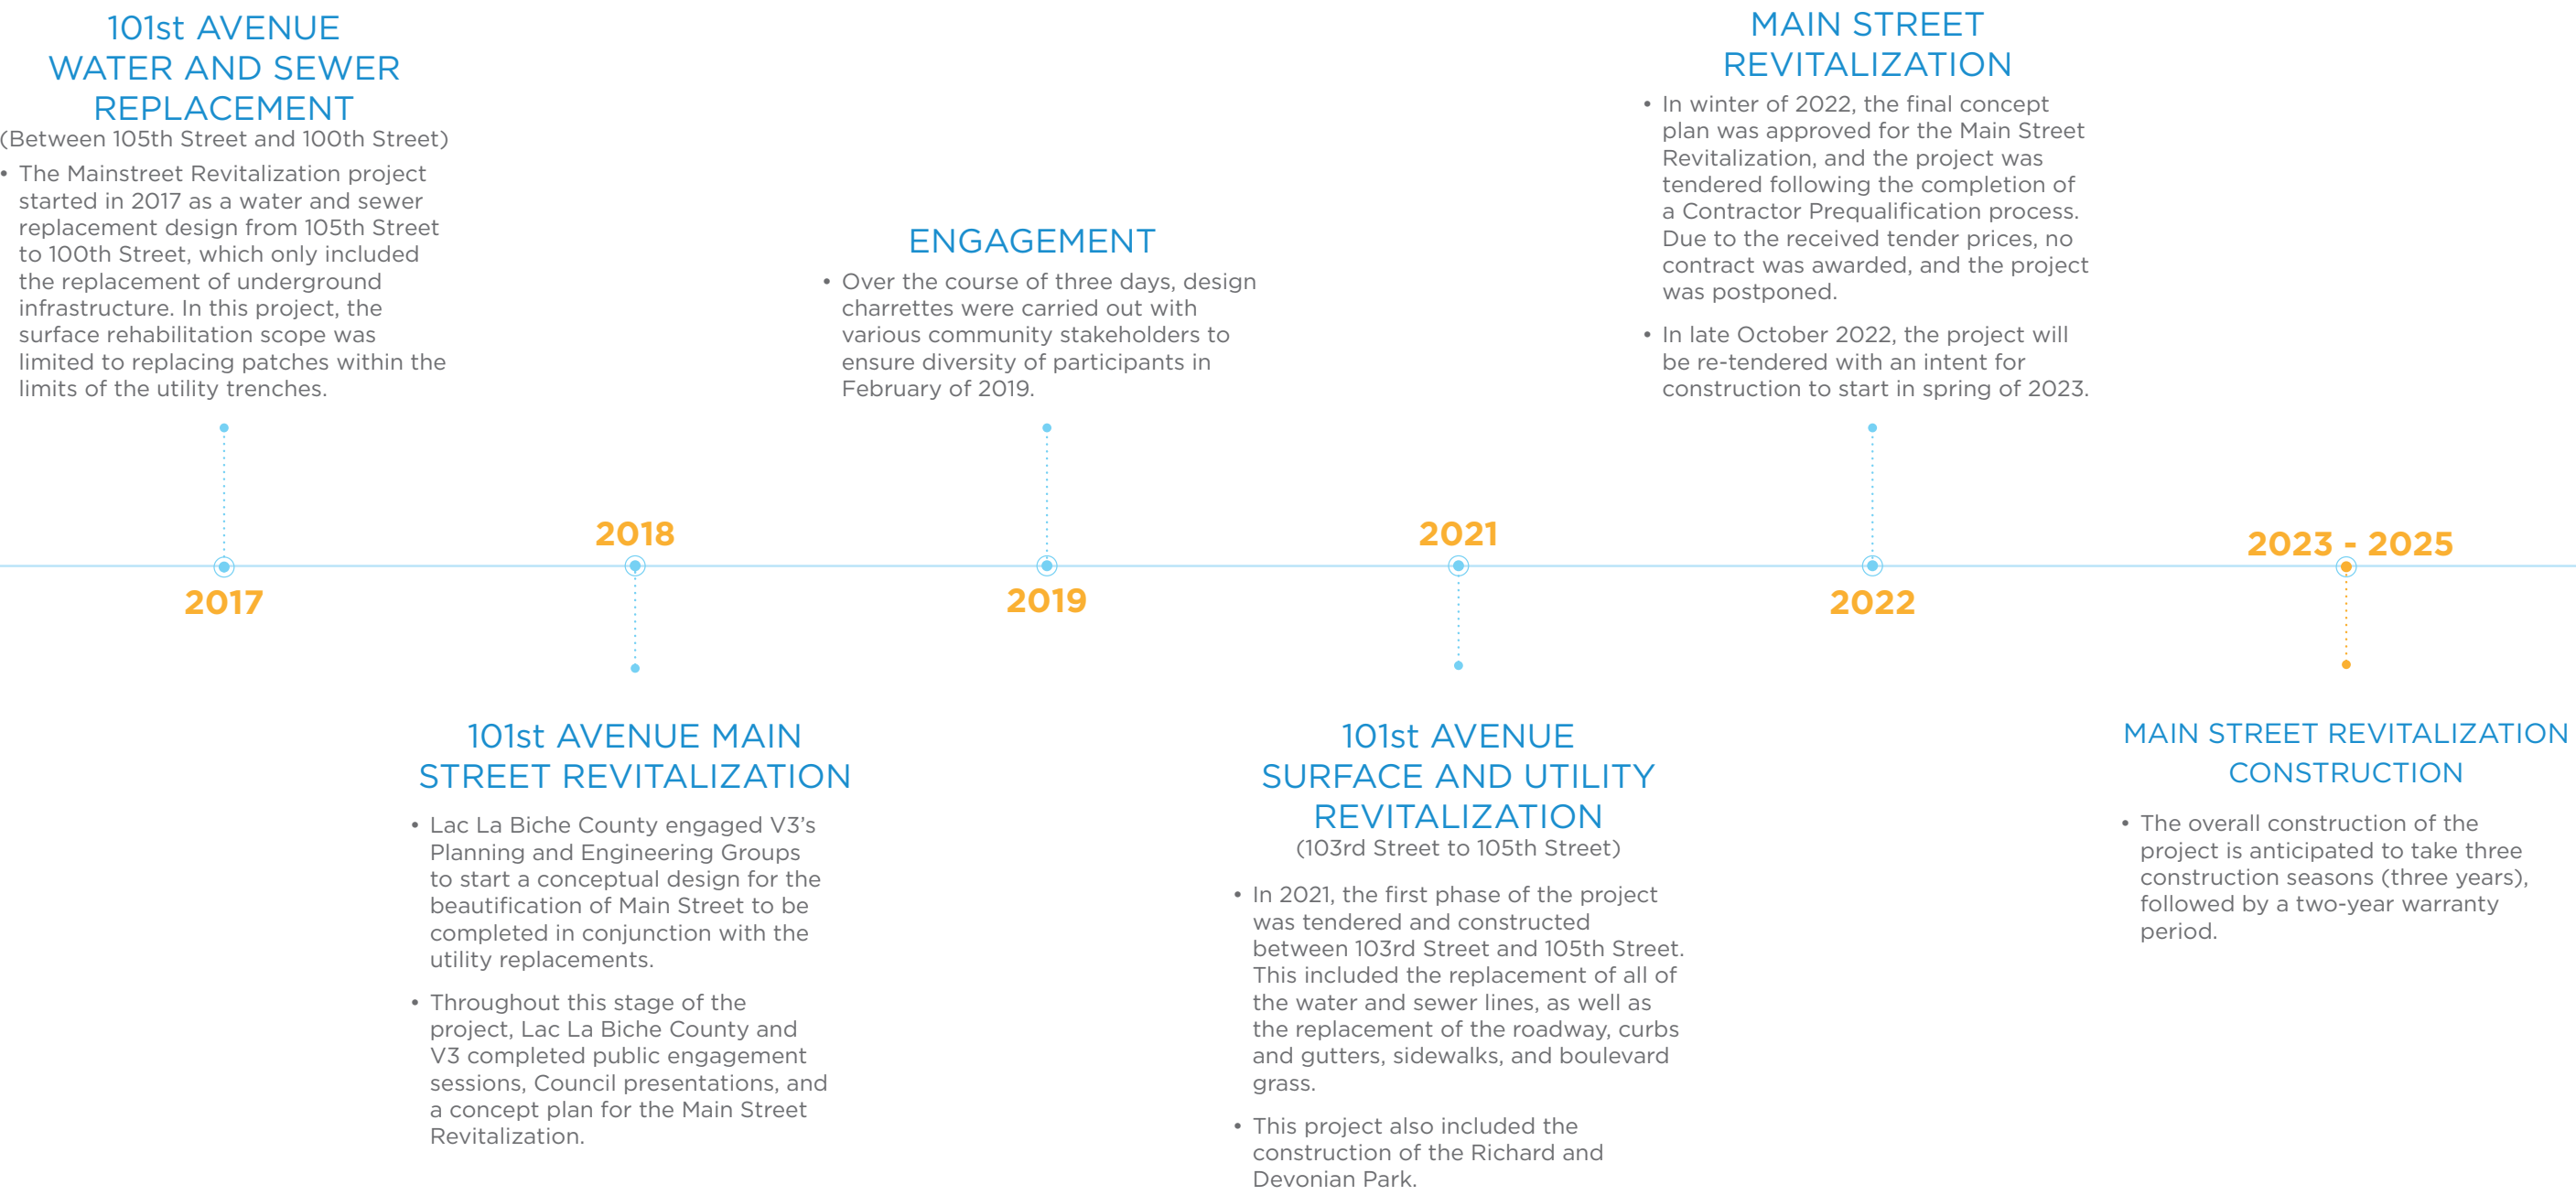 101st AVENUE
WATER AND SEWER
REPLACEMENT
(Between 105th Street and 100th Street)
• The Mainstreet Revitalization project
started in 2017 as a water and sewer
replacement design from 105th Street
to 100th Street, which only included
the replacement of underground
infrastructure. In this project, the
surface rehabilitation scope was
limited to replacing patches within the
limits of the utility trenches.
2017
2018
101st AVENUE MAIN
STREET REVITALIZATION
• Lac La Biche County engaged V3’s
Planning and Engineering Groups
to start a conceptual design for the
beautification of Main Street to be
completed in conjunction with the
utility replacements.
• Throughout this stage of the
project, Lac La Biche County and
V3 completed public engagement
sessions, Council presentations, and
a concept plan for the Main Street
Revitalization.
ENGAGEMENT
• Over the course of three days, design
charrettes were carried out with
various community stakeholders to
ensure diversity of participants in
February of 2019.
2019
2021
101st AVENUE
SURFACE AND UTILITY
REVITALIZATION
(103rd Street to 105th Street)
• In 2021, the first phase of the project
was tendered and constructed
between 103rd Street and 105th Street.
This included the replacement of all of
the water and sewer lines, as well as
the replacement of the roadway, curbs
and gutters, sidewalks, and boulevard
grass.
• This project also included the
construction of the Richard and
Devonian Park.
MAIN STREET
REVITALIZATION
• In winter of 2022, the final concept
plan was approved for the Main Street
Revitalization, and the project was
tendered following the completion of
a Contractor Prequalification process.
Due to the received tender prices, no
contract was awarded, and the project
was postponed.
• In late October 2022, the project will
be re-tendered with an intent for
construction to start in spring of 2023.
2022
2023 - 2025
MAIN STREET REVITALIZATION
CONSTRUCTION
• The overall construction of the
project is anticipated to take three
construction seasons (three years),
followed by a two-year warranty
period.